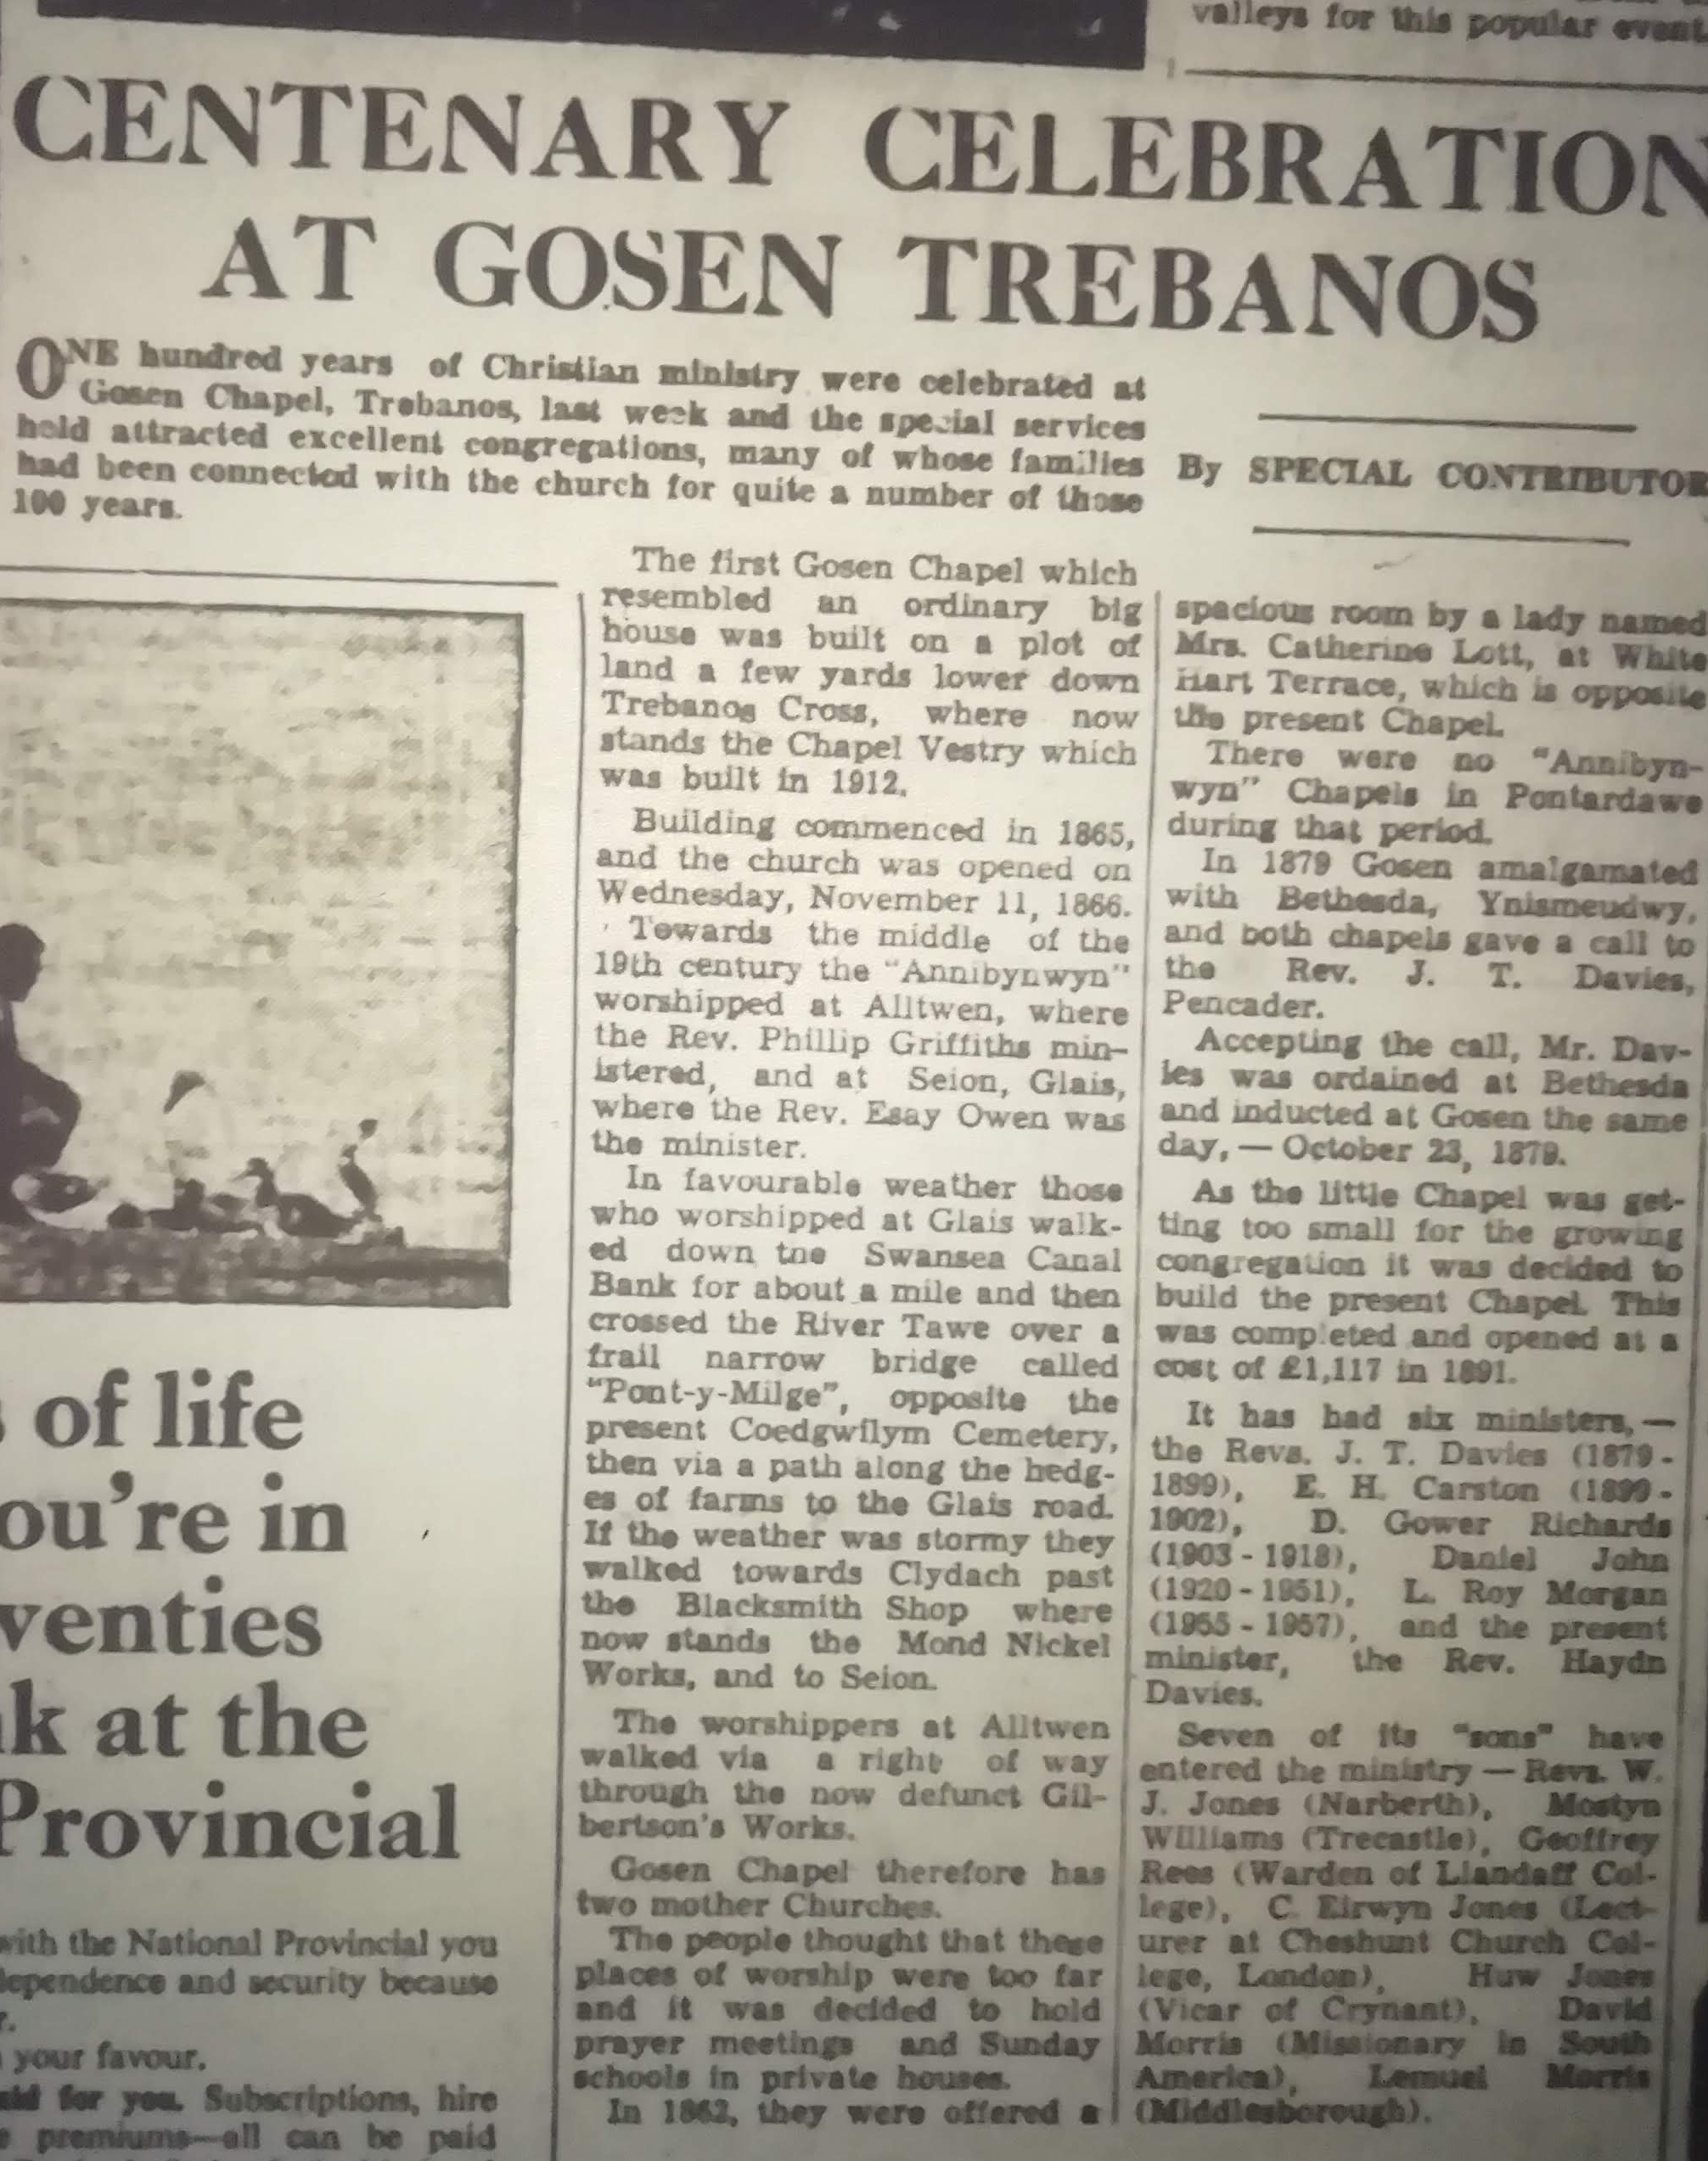 valleys for this popular event
CENTENARY CELEBRATION
AT GOSEN TREBANOS
ONE hundred years of Christian ministry were celebrated at
Gosen Chapel, Trebanos, last week and the special services
held attracted excellent congregations, many of whose families
had been connected with the church for quite a number of those
100 years.
By SPECIAL CONTRIBUTOR
The first Gosen Chapel which
resembled an ordinary big
house was built on a plot of
land a few yards lower down
Trebanos Cross, where now
stands the Chapel Vestry which
was built in 1912.
Building commenced in 1865,
and the church was opened on
Wednesday, November 11, 1866.
Towards the middle of the
19th century the "Annibynwyn"
worshipped at Alltwen, where
the Rev. Phillip Griffiths min-
istered, and at Seion, Glais,
where the Rev. Esay Owen was
the minister.
In favourable weather those
who worshipped at Glais walk-
ed down tne Swansea Canal
Bank for about a mile and then
crossed the River Tawe over a
frail narrow bridge called
"Pont-y-Milge", opposite the
present Coedgwilym Cemetery,
then via a path along the hedg-
es of farms to the Glais road.
If the weather was stormy they
walked towards Clydach past
the Blacksmith Shop where
now stands the Mond Nickel
Works, and to Seion.
The worshippers at Alltwen
walked via a right of way
through the now defunct Gil-
bertson's Works.
Gosen Chapel therefore has
two mother Churches.
The people thought that these
places of worship were too far
and it was decided to hold
prayer meetings and Sunday
schools in private houses.
In 1862, they were offered a
spacious room by a lady named
Mrs. Catherine Lott, at White
Hart Terrace, which is opposite
the present Chapel.
There were no "Annibyn-
wyn" Chapels in Pontardawe
during that period.
In 1879 Gosen amalgamated
with Bethesda, Ynismeudwy,
and both chapels gave a call to
the Rev. J. T. Davies,
Pencader.
Accepting the call, Mr. Dav-
ies was ordained at Bethesda
and inducted at Gosen the same
day, — October 23, 1879.
As the little Chapel was get-
ting too small for the growing
congregation it was decided to
build the present Chapel. This
was completed and opened at a
cost of £1,117 in 1891.
It has had six ministers, —
the Revs. J. T. Davies (1879 -
1899), E. H. Carston (1899 -
1902), D. Gower Richards
(1903 - 1918), Daniel John
(1920 - 1951), L. Roy Morgan
(1955 - 1957), and the present
minister, the Rev. Haydn
Davies.
Seven of its "sons" have
entered the ministry — Revs. W.
J. Jones (Narberth), Mostyn
Williams (Trecastle), Geoffrey
Rees (Warden of Llandaff Col-
lege), C. Eirwyn Jones (Lect-
urer at Cheshunt Church Col-
lege, London), Huw Jones
(Vicar of Crynant), David
Morris (Missionary in South
America), Lemuel Morris
(Middlesborough).
of life
ou're in
venties
k at the
Provincial
with the National Provincial you
dependence and security because
your favour.
for you. Subscriptions, hire
premiums—all can be paid